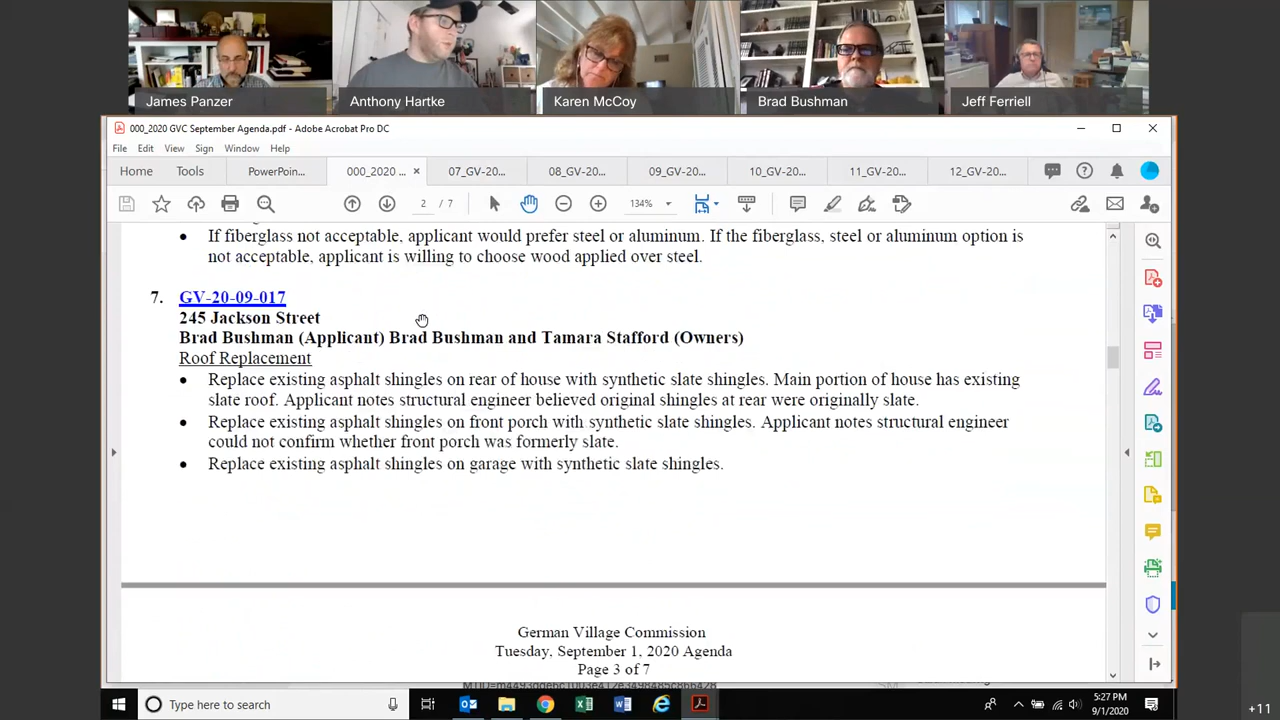 James Panzer
Anthony Hartke
Karen McCoy
Brad Bushman
Jeff Ferriell
000_2020 GVC September Agenda.pdf - Adobe Acrobat Pro DC
File Edit View Sign Window Help
Home Tools PowerPoin... 000_2020 ... × 07_GV-20... 08_GV-20... 09_GV-20... 10_GV-20... 11_GV-20... 12_GV-20...
2 / 7 134%
• If fiberglass not acceptable, applicant would prefer steel or aluminum. If the fiberglass, steel or aluminum option is
not acceptable, applicant is willing to choose wood applied over steel.
7. GV-20-09-017
245 Jackson Street
Brad Bushman (Applicant) Brad Bushman and Tamara Stafford (Owners)
Roof Replacement
• Replace existing asphalt shingles on rear of house with synthetic slate shingles. Main portion of house has existing
slate roof. Applicant notes structural engineer believed original shingles at rear were originally slate.
• Replace existing asphalt shingles on front porch with synthetic slate shingles. Applicant notes structural engineer
could not confirm whether front porch was formerly slate.
• Replace existing asphalt shingles on garage with synthetic slate shingles.
German Village Commission
Tuesday, September 1, 2020 Agenda
Page 3 of 7
Type here to search
5:27 PM
9/1/2020
+11